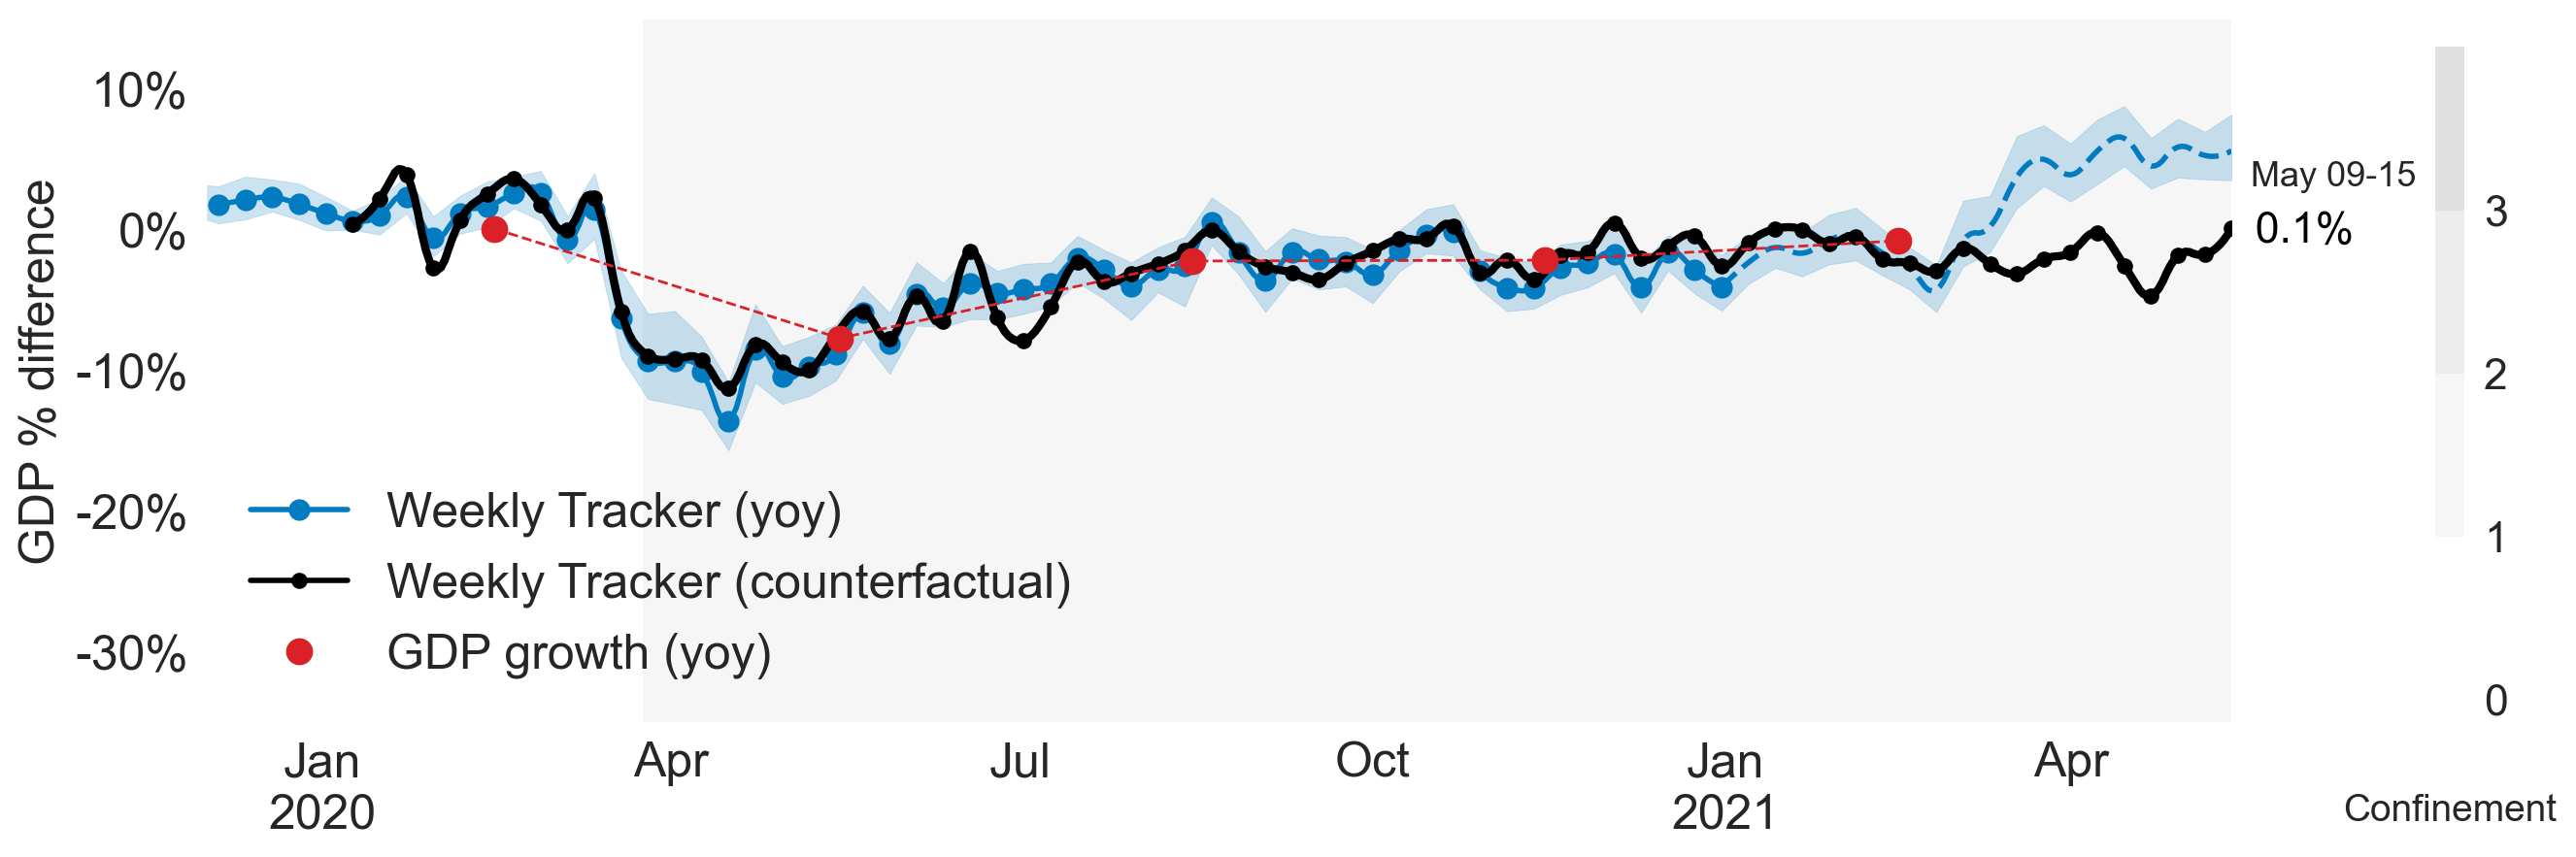 GDP % difference
10%
0%
-10%
-20%
-30%
Weekly Tracker (yoy)
Weekly Tracker (counterfactual)
GDP growth (yoy)
Jan
2020
Apr
Jul
Oct
Jan
2021
Apr
May 09-15
0.1%
3
2
1
0
Confinement